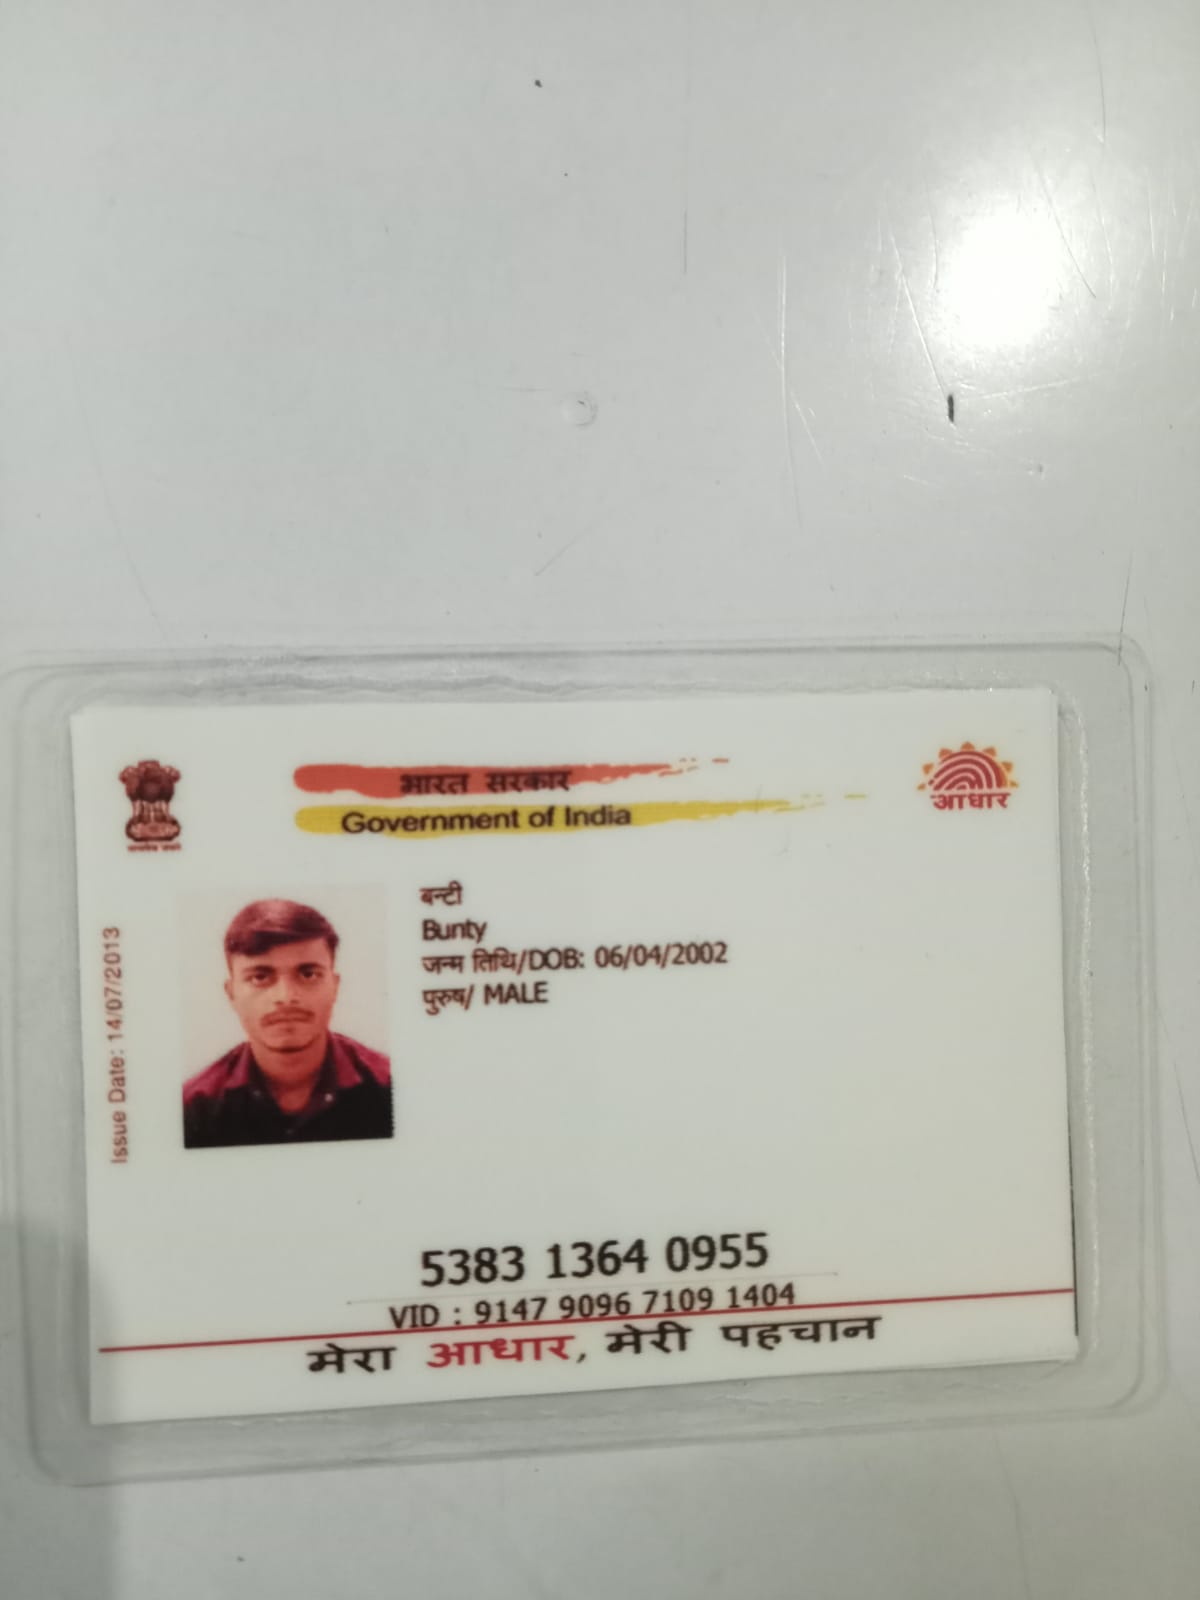 भारत सरकार
Government of India
आधार
बन्टी
Bunty
जन्म तिथि/DOB: 06/04/2002
पुरुष/ MALE
Issue Date: 14/07/2013
5383 1364 0955
VID : 9147 9096 7109 1404
मेरा आधार, मेरी पहचान